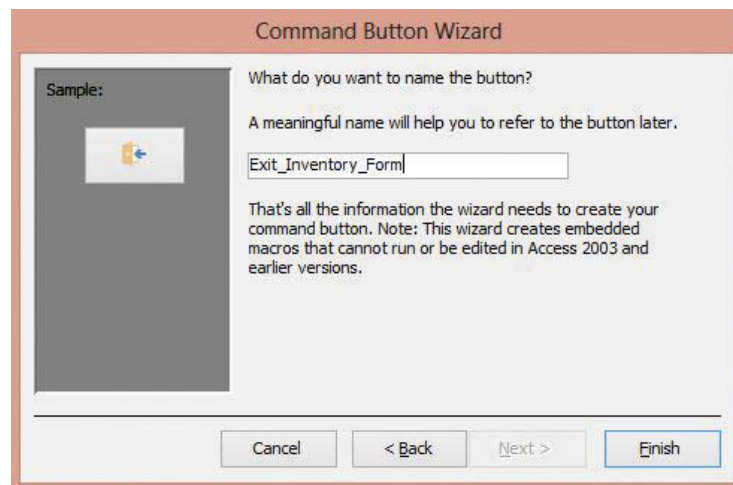 Command Button Wizard
Sample:
What do you want to name the button?
A meaningful name will help you to refer to the button later.
Exit_Inventory_Form
That's all the information the wizard needs to create your
command button. Note: This wizard creates embedded
macros that cannot run or be edited in Access 2003 and
earlier versions.
Cancel
< Back
Next >
Finish